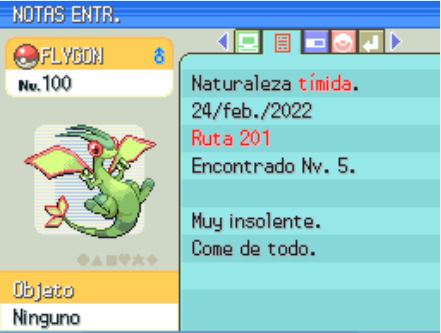 NOTAS ENTR.
FLYGON ♂
Nv.100
Naturaleza tímida.
24/feb./2022
Ruta 201
Encontrado Nv. 5.
Muy insolente.
Come de todo.
Objeto
Ninguno